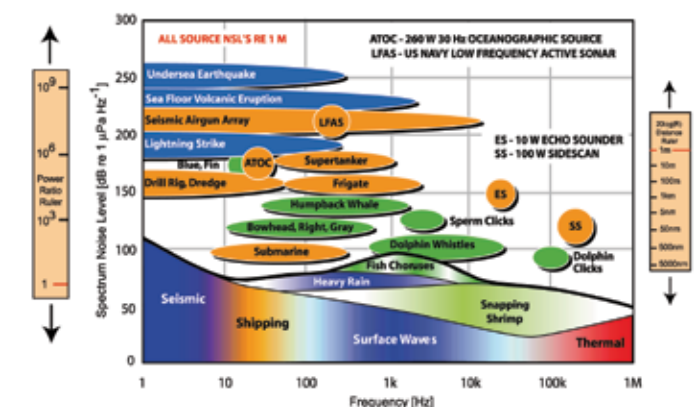 ALL SOURCE NSL'S RE 1 M
ATOC - 260 W 30 Hz OCEANOGRAPHIC SOURCE
LFAS - US NAVY LOW FREQUENCY ACTIVE SONAR
Undersea Earthquake
Sea Floor Volcanic Eruption
Seismic Airgun Array
LFAS
Lightning Strike
ES - 10 W ECHO SOUNDER
SS - 100 W SIDESCAN
Blue, Fin
ATOC
Supertanker
Drill Rig, Dredge
Frigate
ES
Humpback Whale
Sperm Clicks
SS
Bowhead, Right, Gray
Dolphin Whistles
Submarine
Dolphin
Clicks
Fish Choruses
Heavy Rain
Seismic
Snapping
Shrimp
Shipping
Surface Waves
Thermal
300
250
200
150
100
50
0
Spectrum Noise Level [dB re 1 µPa Hz⁻¹]
1 10 100 1k 10k 100k 1M
Frequency [Hz]
10⁹
10⁶
Power
Ratio
Ruler
10³
1
20log(R)
Distance
Ruler
1m
10m
100m
1km
5nm
50nm
500nm
5000nm